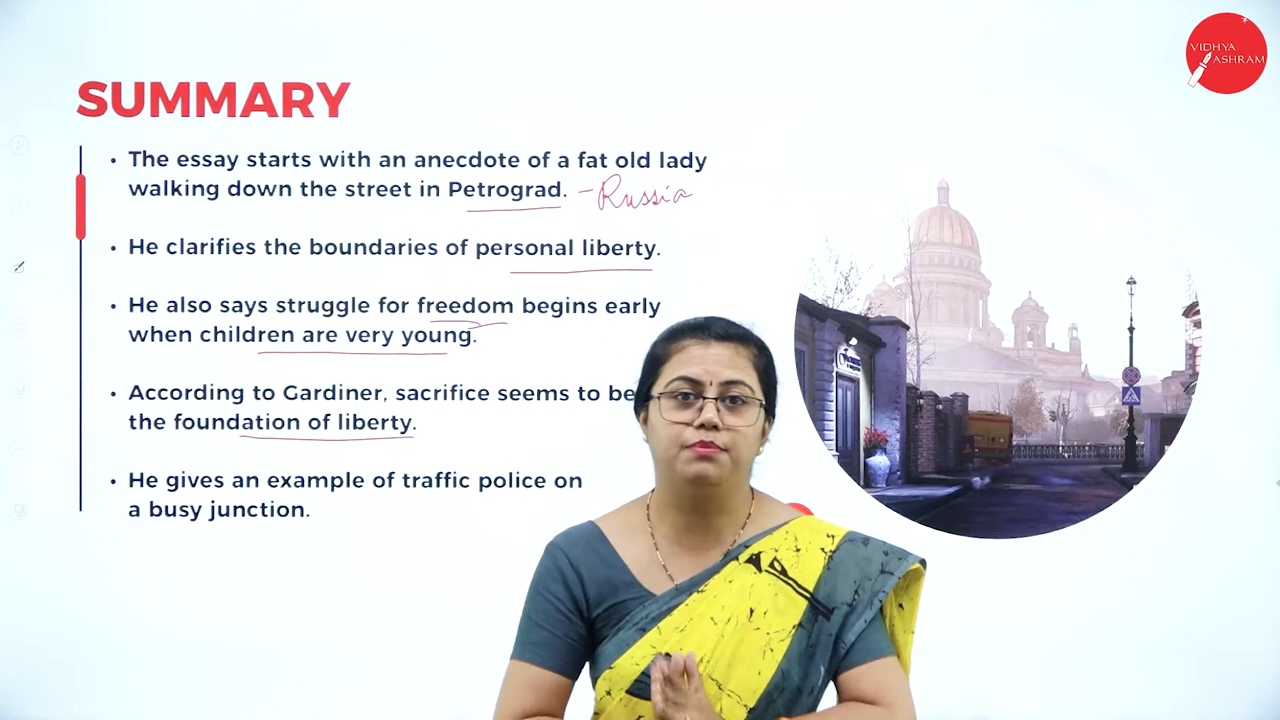 VIDHYA
ASHRAM
SUMMARY
• The essay starts with an anecdote of a fat old lady
walking down the street in Petrograd. - Russia
• He clarifies the boundaries of personal liberty.
• He also says struggle for freedom begins early
when children are very young.
• According to Gardiner, sacrifice seems to be
the foundation of liberty.
• He gives an example of traffic police on
a busy junction.